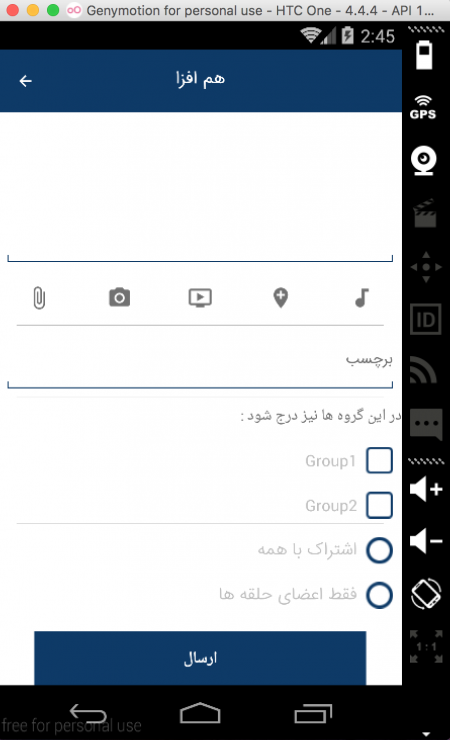 Genymotion for personal use - HTC One - 4.4.4 - API 1...
2:45
هم افزا
GPS
ID
برچسب
در این گروه ها نیز درج شود :
Group1
Group2
اشتراک با همه
فقط اعضای حلقه ها
1:1
ارسال
free for personal use